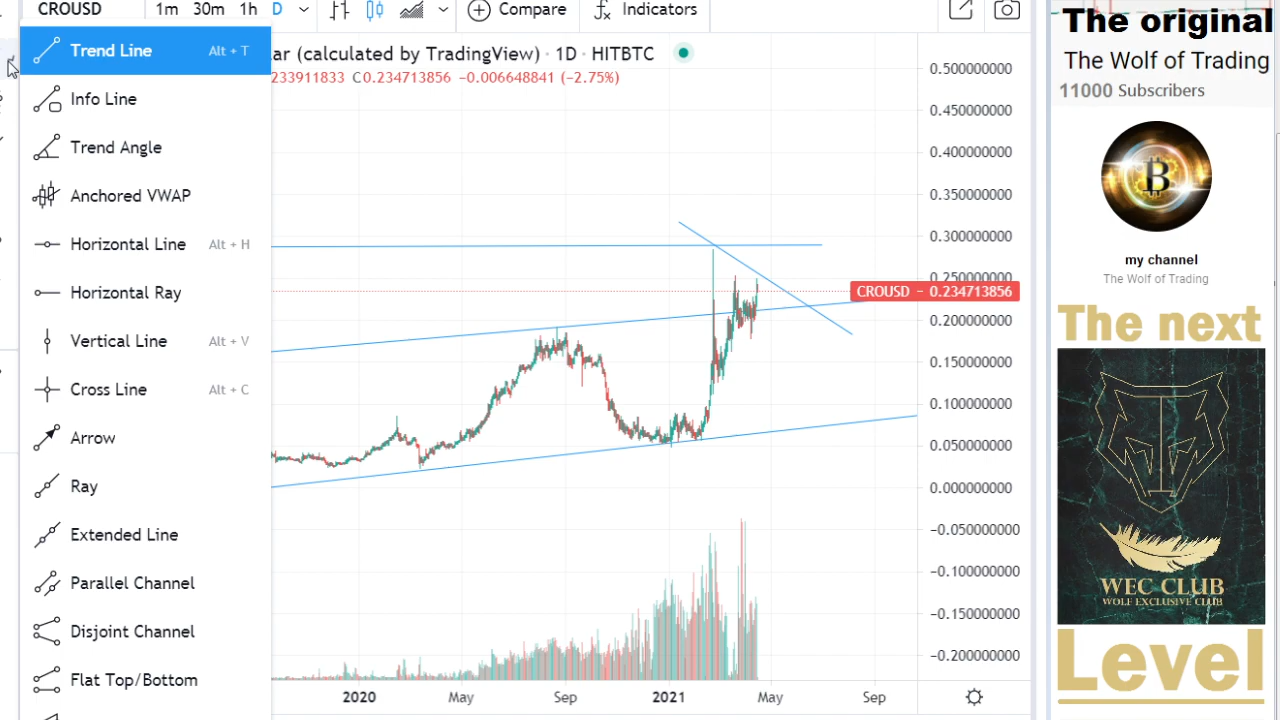 CROUSD
1m 30m 1h D
Compare
Indicators
ar (calculated by TradingView) · 1D · HITBTC
233911833 C0.234713856 −0.006648841 (−2.75%)
Trend Line Alt + T
Info Line
Trend Angle
Anchored VWAP
Horizontal Line Alt + H
Horizontal Ray
Vertical Line Alt + V
Cross Line Alt + C
Arrow
Ray
Extended Line
Parallel Channel
Disjoint Channel
Flat Top/Bottom
0.500000000
0.450000000
0.400000000
0.350000000
0.300000000
0.250000000
CROUSD − 0.234713856
0.200000000
0.150000000
0.100000000
0.050000000
0.000000000
−0.050000000
−0.100000000
−0.150000000
−0.200000000
2020 May Sep 2021 May Sep
The original
The Wolf of Trading
11000 Subscribers
B
my channel
The Wolf of Trading
The next
WEC CLUB
WOLF EXCLUSIVE CLUB
Level